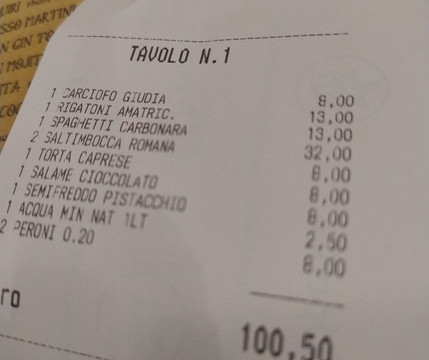 SSO MARTINI
TAVOLO N.1
1 CARCIOFO GIUDIA 8,00
1 RIGATONI AMATRIC. 13,00
1 SPAGHETTI CARBONARA 13,00
2 SALTIMBOCCA ROMANA 32,00
1 TORTA CAPRESE 8,00
1 SALAME CIOCCOLATO 8,00
1 SEMIFREDDO PISTACCHIO 8,00
1 ACQUA MIN NAT 1LT 2,50
2 PERONI 0.20 8,00
ro 100,50